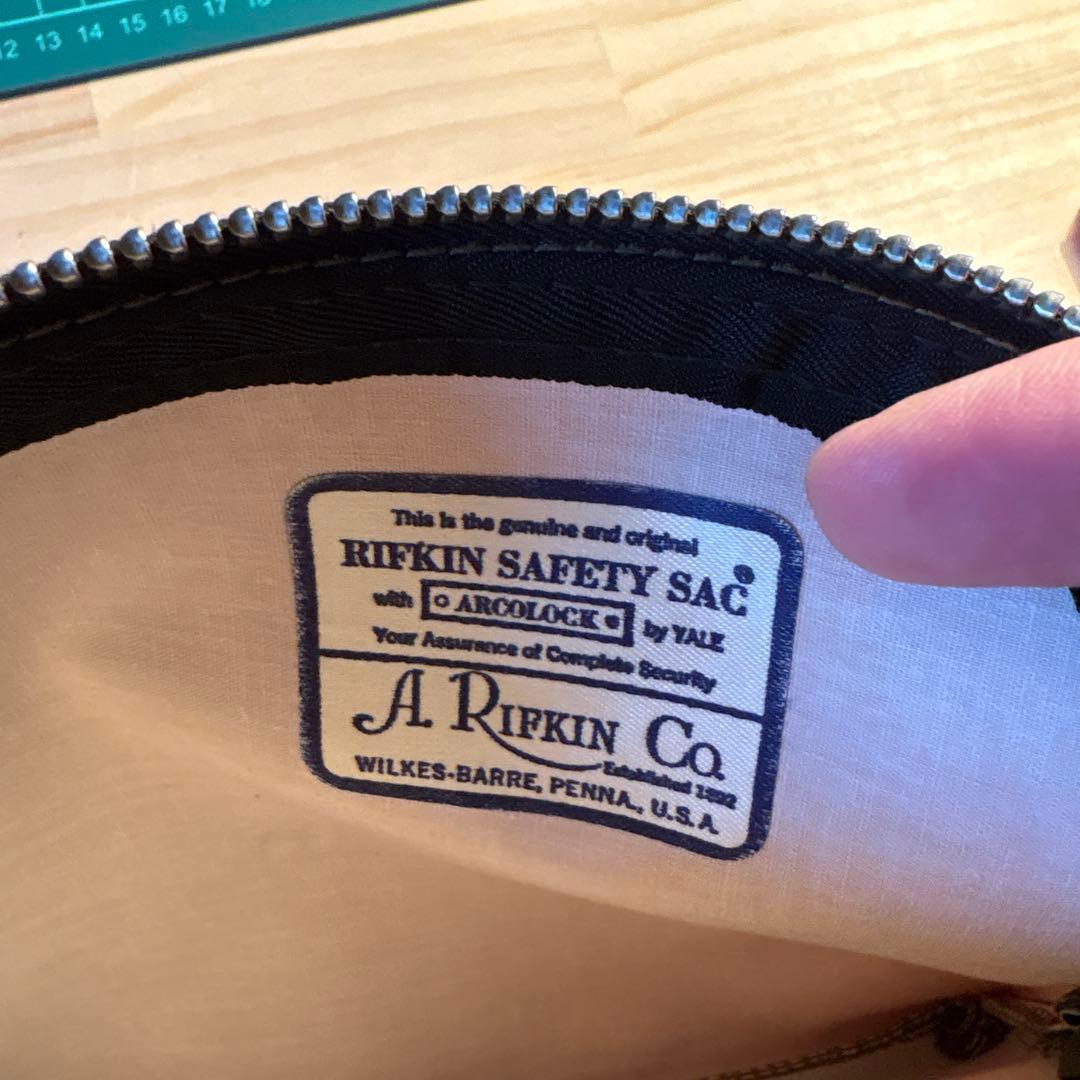 12 13 14 15 16 17 18
This is the genuine and original
RIFKIN SAFETY SAC®
with ARCOLOCK by YALE
Your Assurance of Complete Security
A. RIFKIN CO.
Established 1892
WILKES-BARRE, PENNA., U.S.A.